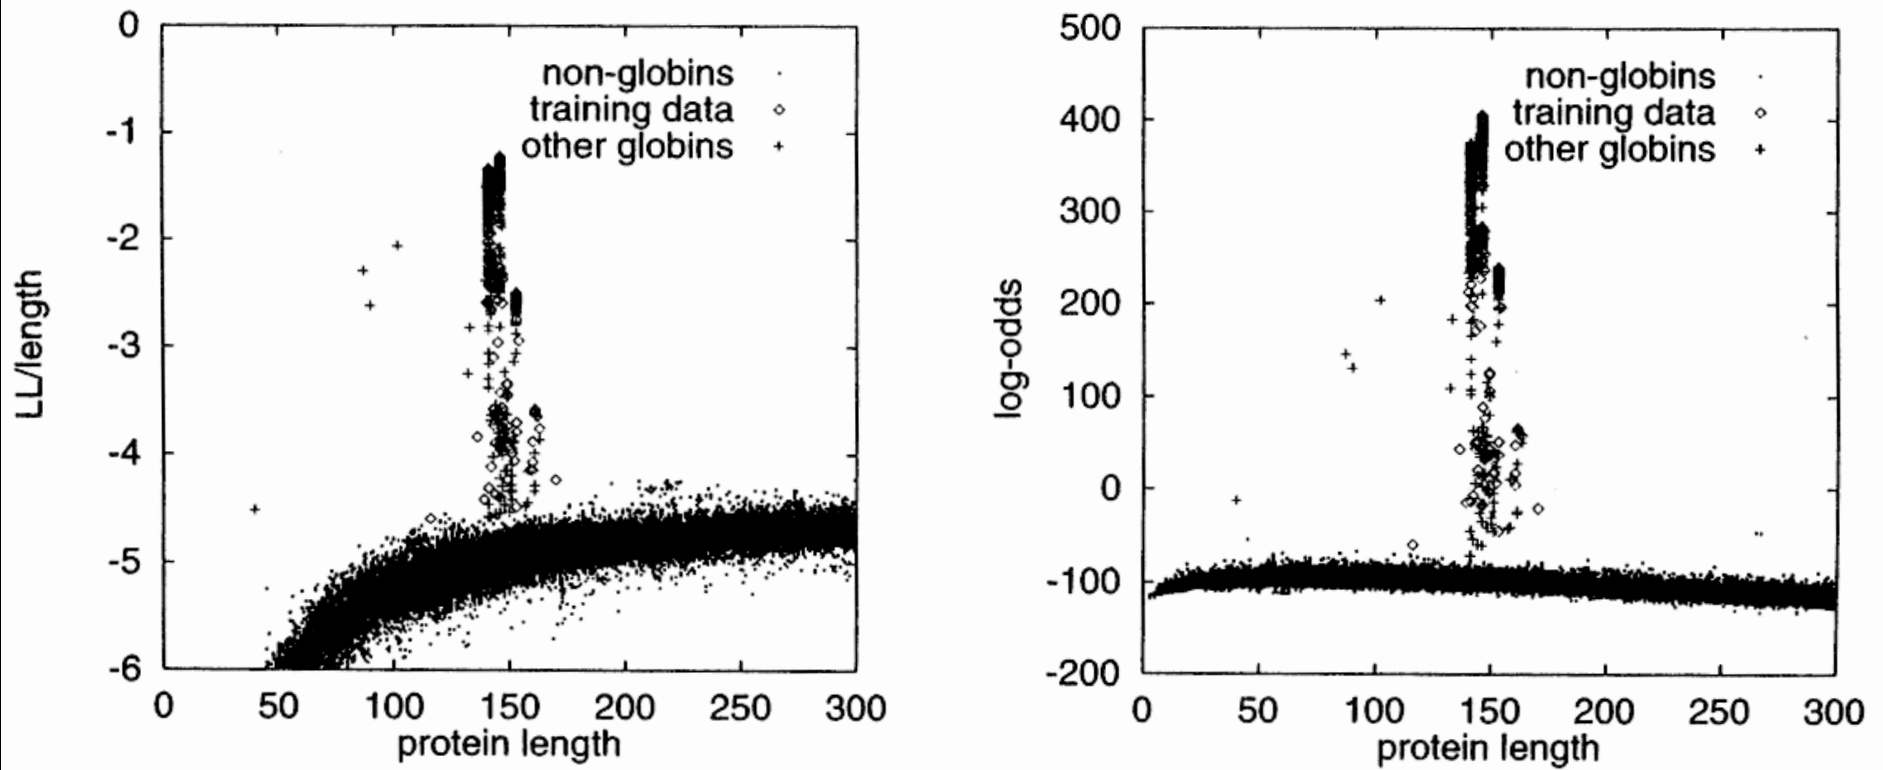 0
-1
-2
-3
-4
-5
-6
LL/length
non-globins
training data
other globins
0 50 100 150 200 250 300
protein length
500
400
300
200
100
0
-100
-200
log-odds
non-globins
training data
other globins
0 50 100 150 200 250 300
protein length